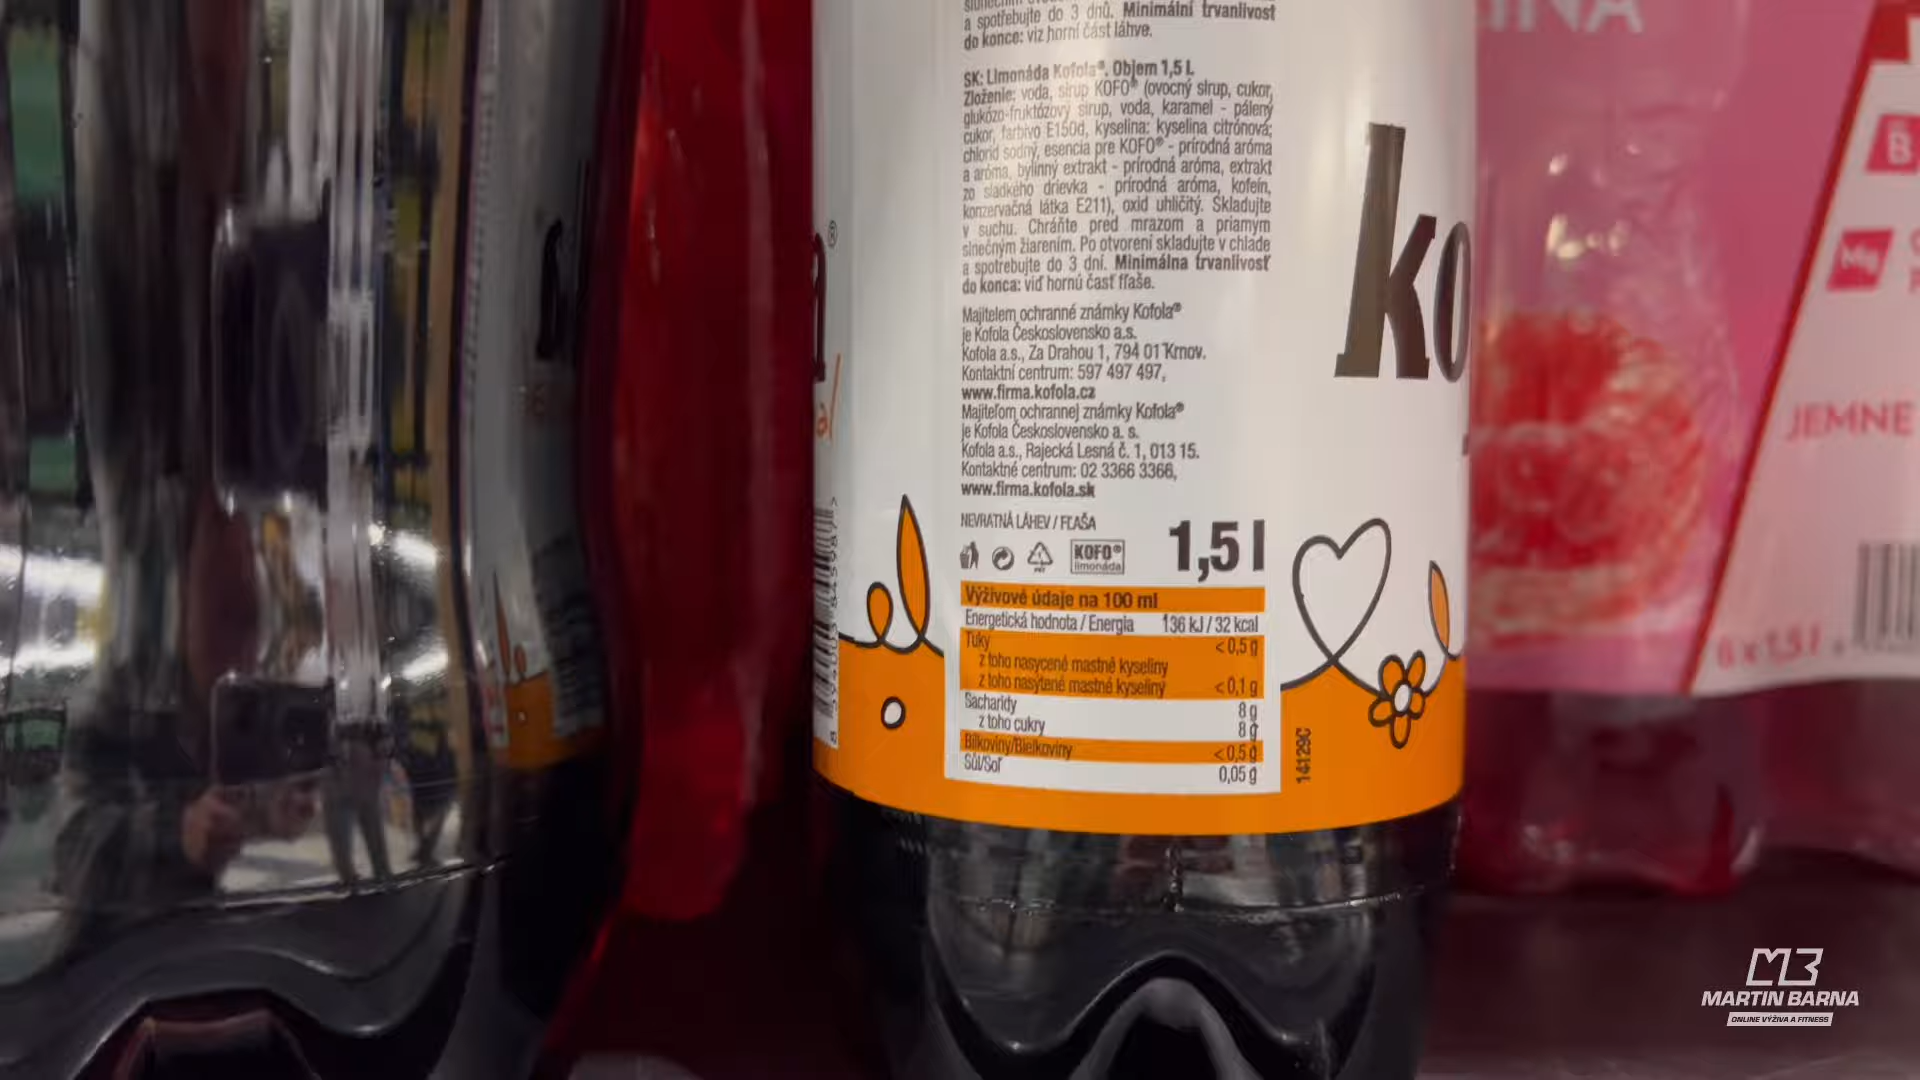 a spotřebujte do 3 dnů. Minimální trvanlivost
do konce: viz horní část láhve.
SK: Limonáda Kofola®. Objem 1,5 L
Zloženie: voda, sirup KOFO® (ovocný sirup, cukor,
glukózo-fruktózový sirup, voda, karamel - pálený
cukor, farbivo E150d, kyselina: kyselina citrónová;
chlorid sodný, esencia pre KOFO® - prírodná aróma
a aróma, bylinný extrakt - prírodná aróma, extrakt
zo sladkého drievka - prírodná aróma, kofeín,
konzervačná látka E211), oxid uhličitý. Skladujte
v suchu. Chráňte pred mrazom a priamym
slnečným žiarením. Po otvorení skladujte v chlade
a spotrebujte do 3 dní. Minimálna trvanlivosť
do konca: viď hornú časť fľaše.
Majitelem ochranné známky Kofola®
je Kofola Československo a.s.
Kofola a.s., Za Drahou 1, 794 01 Krnov.
Kontaktní centrum: 597 497 497,
www.firma.kofola.cz
Majiteľom ochrannej známky Kofola®
je Kofola Československo a. s.
Kofola a.s., Rajecká Lesná č. 1, 013 15.
Kontaktné centrum: 02 3366 3366,
www.firma.kofola.sk
NEVRATNÁ LÁHEV / FĽAŠA
KOFO®
limonáda
1,5 l
Výživové údaje na 100 ml
Energetická hodnota / Energia 136 kJ / 32 kcal
Tuky < 0,5 g
z toho nasycené mastné kyseliny
z toho nasýtené mastné kyseliny < 0,1 g
Sacharidy 8 g
z toho cukry 8 g
Bílkoviny/Bielkoviny < 0,5 g
Sůl/Soľ 0,05 g
14129C
ko
JEMNE
6 x 1,5 l
B
Mg
MB
MARTIN BARNA
ONLINE VÝŽIVA A FITNESS